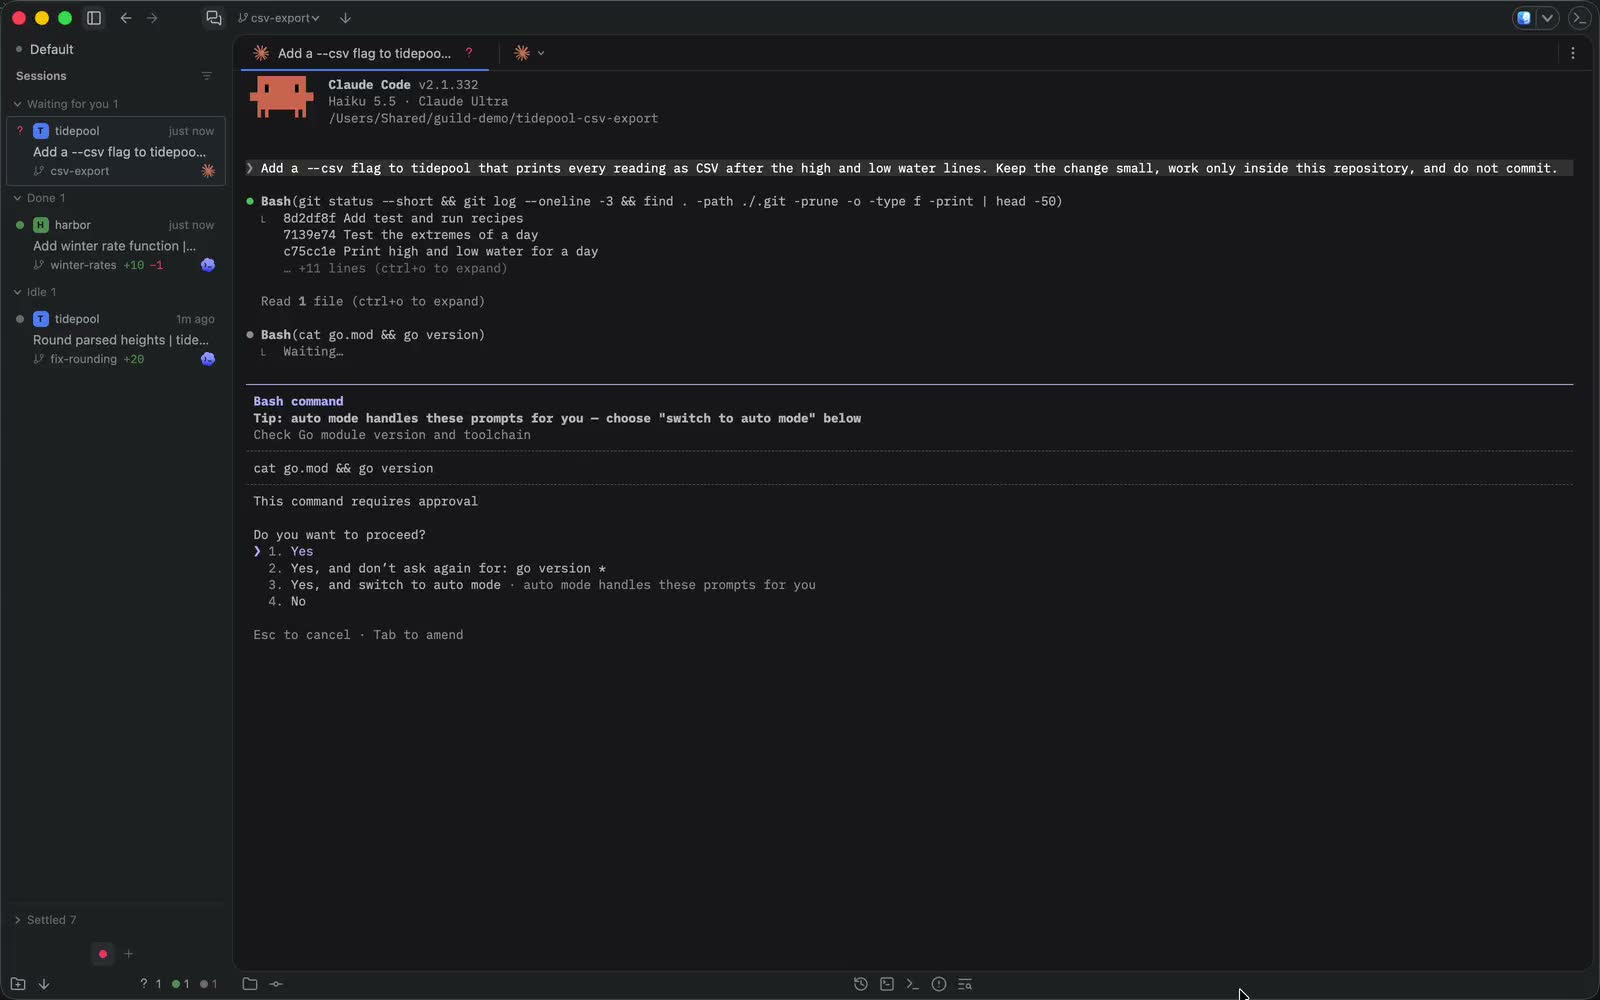 csv-export
Default
Sessions
Waiting for you 1
? T tidepool just now
Add a --csv flag to tidepoo...
csv-export
Done 1
H harbor just now
Add winter rate function |...
winter-rates +10 −1
Idle 1
T tidepool 1m ago
Round parsed heights | tide...
fix-rounding +20
Settled 7
? 1 1 1
Add a --csv flag to tidepoo... ?
Claude Code v2.1.332
Haiku 5.5 · Claude Ultra
/Users/Shared/guild-demo/tidepool-csv-export
❯ Add a --csv flag to tidepool that prints every reading as CSV after the high and low water lines. Keep the change small, work only inside this repository, and do not commit.
Bash(git status --short && git log --oneline -3 && find . -path ./.git -prune -o -type f -print | head -50)
8d2df8f Add test and run recipes
7139e74 Test the extremes of a day
c75cc1e Print high and low water for a day
… +11 lines (ctrl+o to expand)
Read 1 file (ctrl+o to expand)
Bash(cat go.mod && go version)
Waiting…
Bash command
Tip: auto mode handles these prompts for you — choose "switch to auto mode" below
Check Go module version and toolchain
cat go.mod && go version
This command requires approval
Do you want to proceed?
❯ 1. Yes
2. Yes, and don’t ask again for: go version *
3. Yes, and switch to auto mode · auto mode handles these prompts for you
4. No
Esc to cancel · Tab to amend